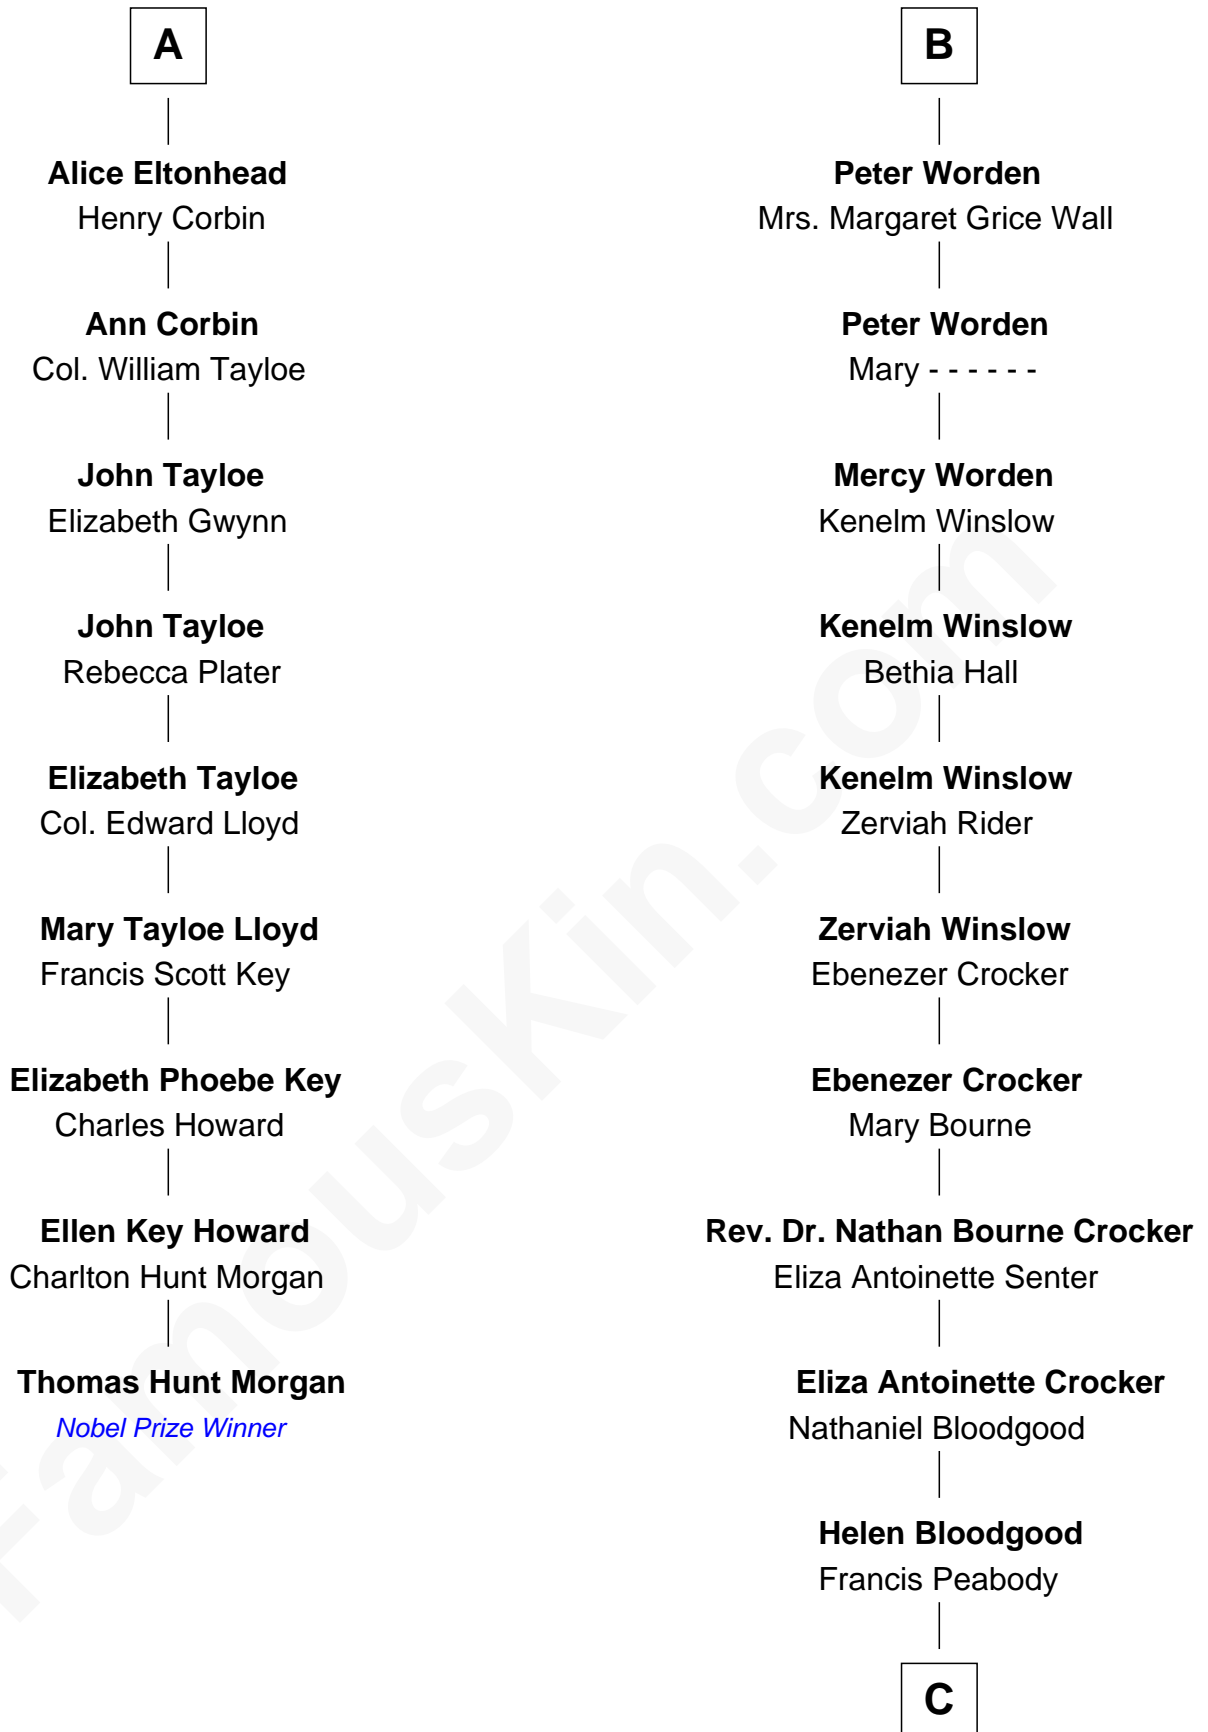 A
Alice Eltonhead
Henry Corbin
Ann Corbin
Col. William Tayloe
John Tayloe
Elizabeth Gwynn
John Tayloe
Rebecca Plater
Elizabeth Tayloe
Col. Edward Lloyd
Mary Tayloe Lloyd
Francis Scott Key
Elizabeth Phoebe Key
Charles Howard
Ellen Key Howard
Charlton Hunt Morgan
Thomas Hunt Morgan
Nobel Prize Winner
B
Peter Worden
Mrs. Margaret Grice Wall
Peter Worden
Mary - - - - - -
Mercy Worden
Kenelm Winslow
Kenelm Winslow
Bethia Hall
Kenelm Winslow
Zerviah Rider
Zerviah Winslow
Ebenezer Crocker
Ebenezer Crocker
Mary Bourne
Rev. Dr. Nathan Bourne Crocker
Eliza Antoinette Senter
Eliza Antoinette Crocker
Nathaniel Bloodgood
Helen Bloodgood
Francis Peabody
C
FamousKin.com